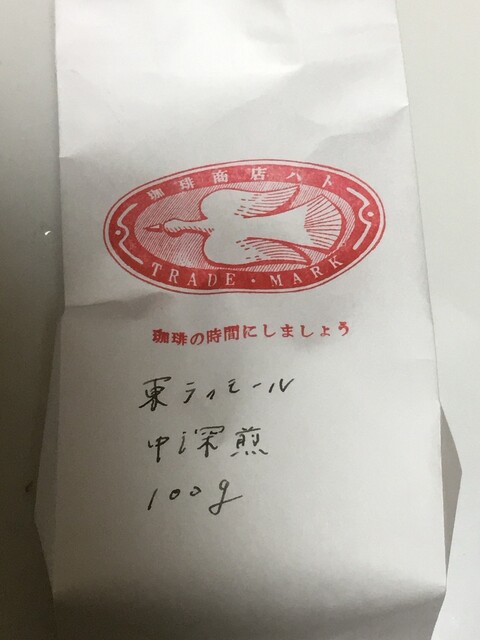 珈琲商店ハト
TRADE・MARK
珈琲の時間にしましょう
東ティモール
中深煎
100g